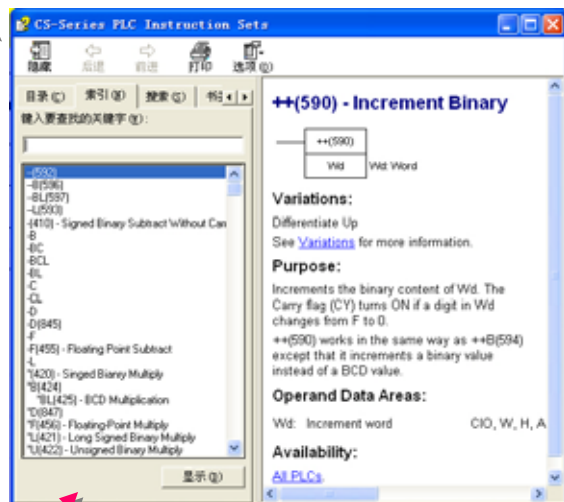 CS-Series PLC Instruction Sets
隐藏 后退 前进 打印 选项(O)
目录(C) 索引(N) 搜索(S)
键入要查找的关键字(W):
--(592)
--B(596)
--BL(597)
--L(593)
-(410) - Signed Binary Subtract Without Carr
-B
-BC
-BCL
-BL
-C
-CL
-D
-D(845)
-F
-F(455) - Floating Point Subtract
-L
*(420) - Singed Bianry Multiply
*B(424)
*BL(425) - BCD Multiplication
*D(847)
*F(456) - Floating-Point Multiply
*L(421) - Long Signed Binary Multiply
*U(422) - Unsigned Binary Multiply
显示(D)
++(590) - Increment Binary
++(590)
Wd Wd: Word
Variations:
Differentiate Up
See Variations for more information.
Purpose:
Increments the binary content of Wd. The
Carry flag (CY) turns ON if a digit in Wd
changes from F to 0.
++(590) works in the same way as ++B(594)
except that it increments a binary value
instead of a BCD value.
Operand Data Areas:
Wd: Increment word CIO, W, H, A
Availability:
All PLCs.